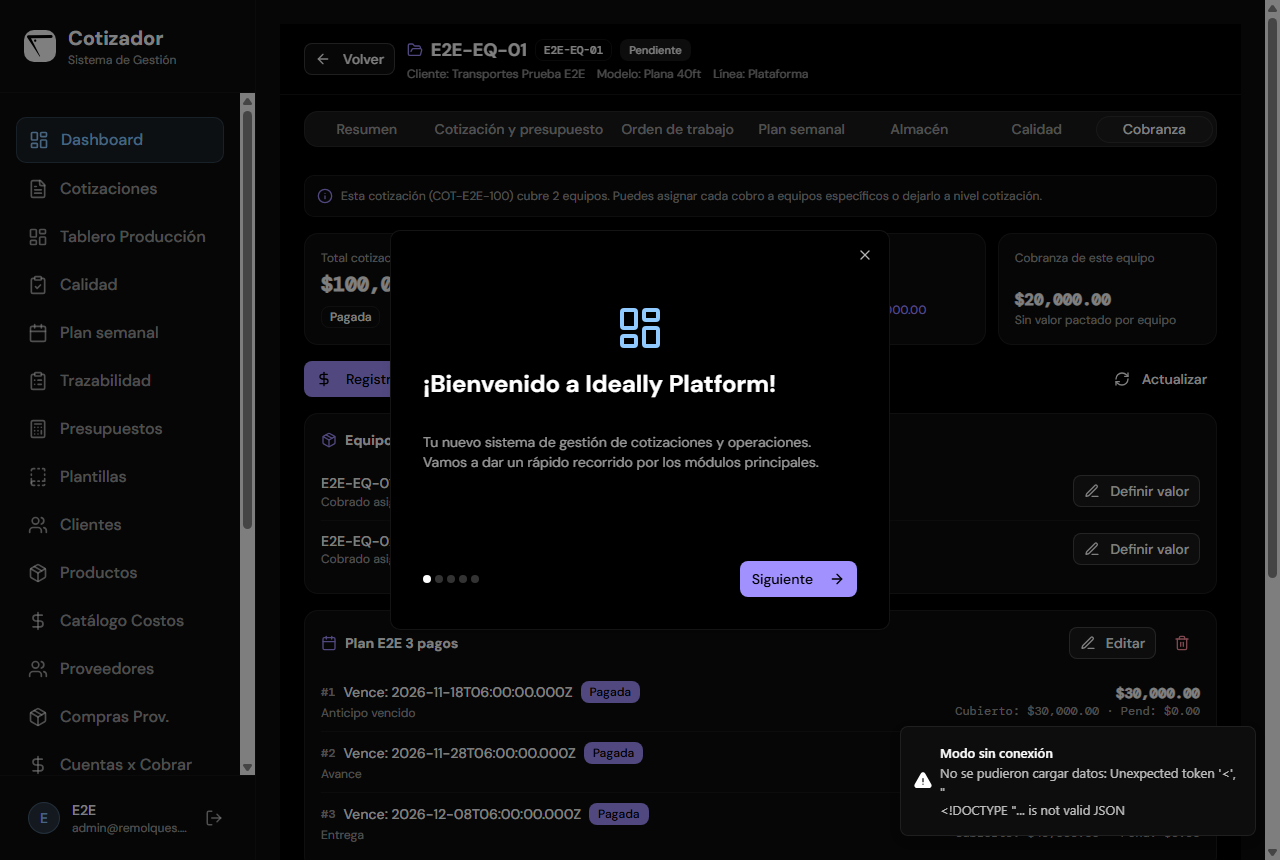 Cotizador
Sistema de Gestión
Dashboard
Cotizaciones
Tablero Producción
Calidad
Plan semanal
Trazabilidad
Presupuestos
Plantillas
Clientes
Productos
Catálogo Costos
Proveedores
Compras Prov.
Cuentas x Cobrar
E
E2E
admin@remolques....
Volver
E2E-EQ-01 E2E-EQ-01 Pendiente
Cliente: Transportes Prueba E2E Modelo: Plana 40ft Línea: Plataforma
Resumen Cotización y presupuesto Orden de trabajo Plan semanal Almacén Calidad Cobranza
Esta cotización (COT-E2E-100) cubre 2 equipos. Puedes asignar cada cobro a equipos específicos o dejarlo a nivel cotización.
Pagada
Cobranza de este equipo
$20,000.00
Sin valor pactado por equipo
Actualizar
Definir valor
Definir valor
¡Bienvenido a Ideally Platform!
Tu nuevo sistema de gestión de cotizaciones y operaciones.
Vamos a dar un rápido recorrido por los módulos principales.
Siguiente
Plan E2E 3 pagos
Editar
#1 Vence: 2026-11-18T06:00:00.000Z Pagada
$30,000.00
Anticipo vencido
Cubierto: $30,000.00 · Pend: $0.00
#2 Vence: 2026-11-28T06:00:00.000Z Pagada
Avance
#3 Vence: 2026-12-08T06:00:00.000Z Pagada
Entrega
Modo sin conexión
No se pudieron cargar datos: Unexpected token '<',
"
<!DOCTYPE "... is not valid JSON